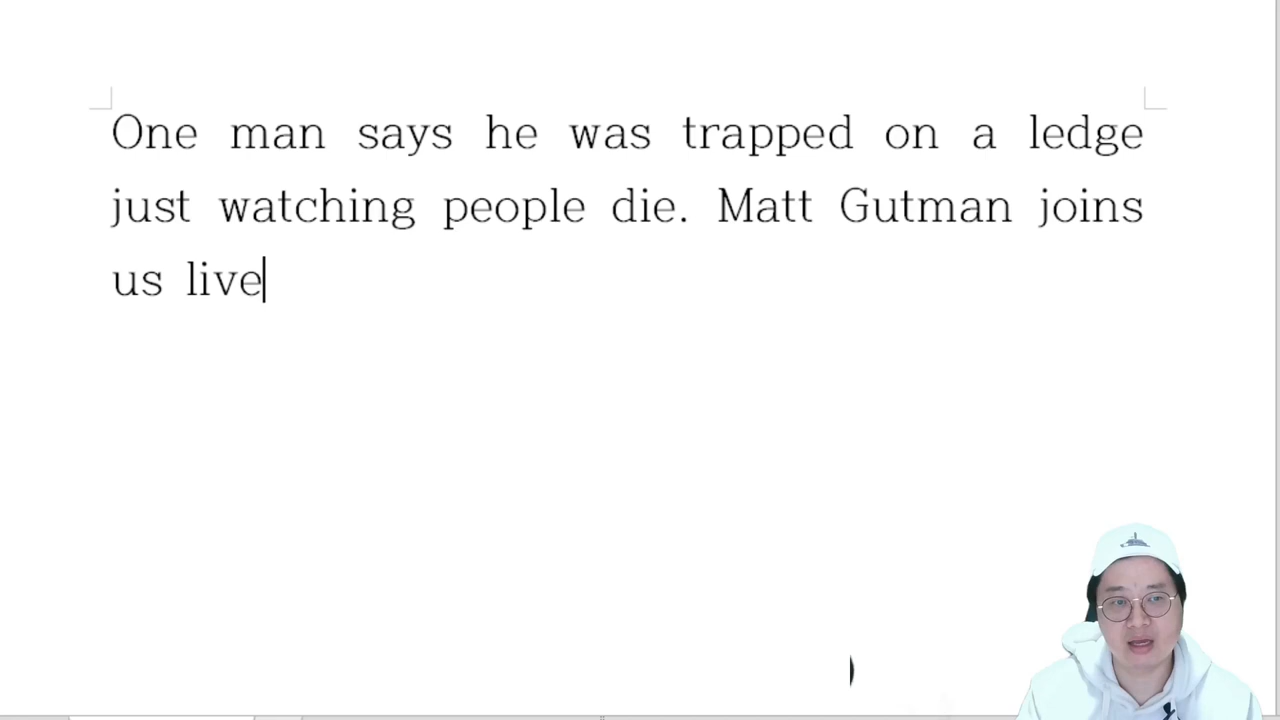 One man says he was trapped on a ledge
just watching people die. Matt Gutman joins
us live